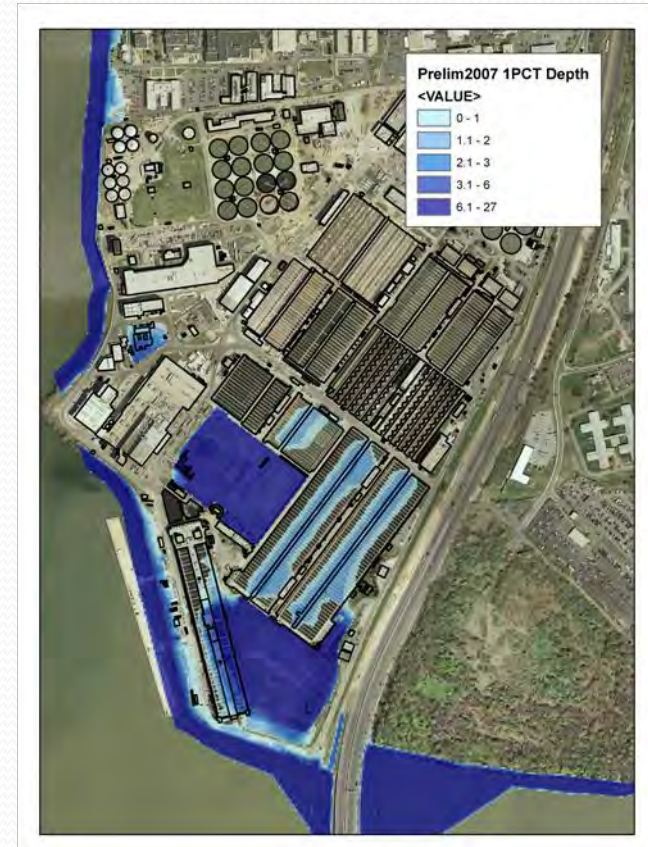 Prelim2007 1PCT Depth
<VALUE>
0 - 1
1.1 - 2
2.1 - 3
3.1 - 6
6.1 - 27